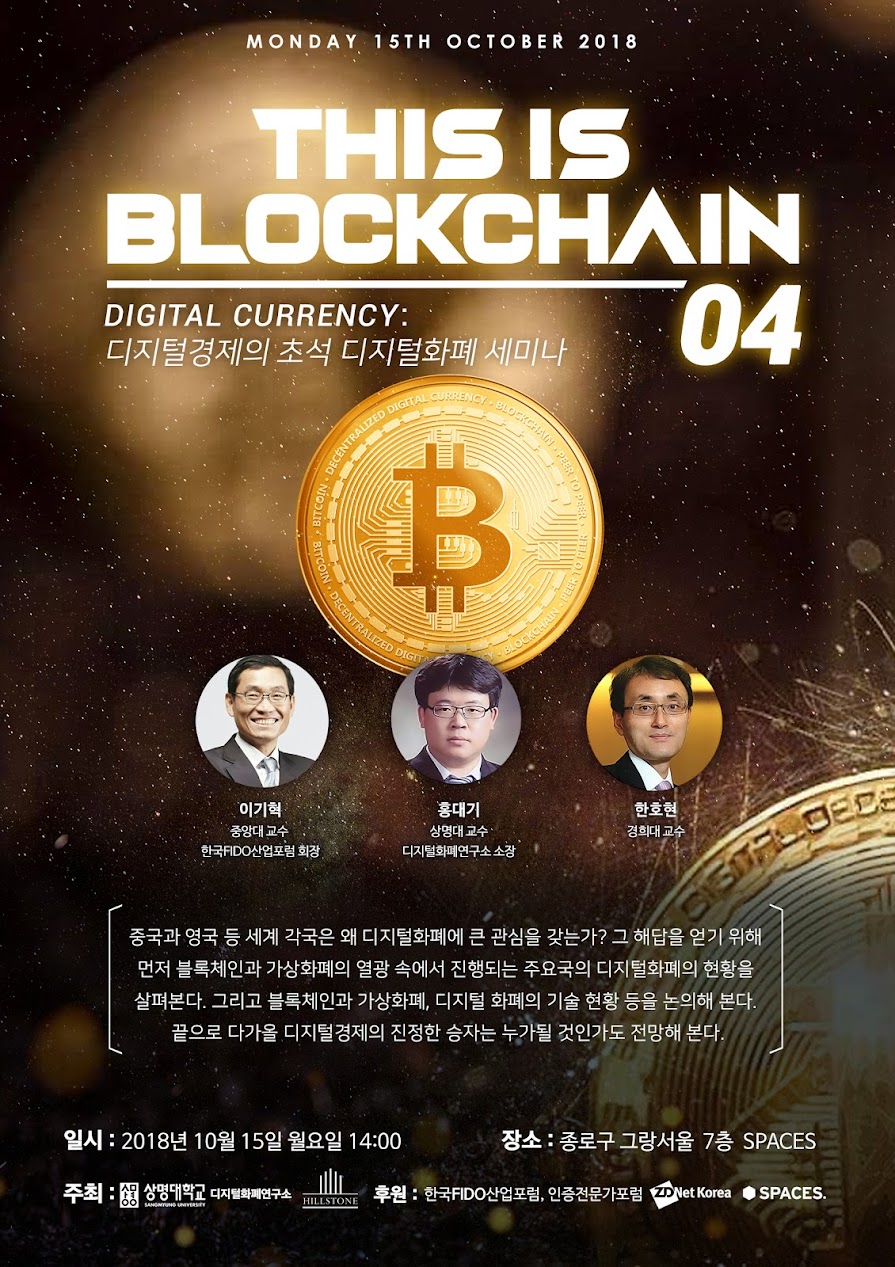 MONDAY 15TH OCTOBER 2018
THIS IS
BLOCKCHAIN
04
DIGITAL CURRENCY:
디지털경제의 초석 디지털화폐 세미나
BITCOIN • DECENTRALIZED DIGITAL CURRENCY • BLOCKCHAIN • PEER TO PEER
BITCOIN • DECENTRALIZED DIGITAL • BLOCKCHAIN • PEER TO PEER
이기혁
중앙대 교수
한국FIDO산업포럼 회장
홍대기
상명대 교수
디지털화폐연구소 소장
한호현
경희대 교수
중국과 영국 등 세계 각국은 왜 디지털화폐에 큰 관심을 갖는가? 그 해답을 얻기 위해
먼저 블록체인과 가상화폐의 열광 속에서 진행되는 주요국의 디지털화폐의 현황을
살펴본다. 그리고 블록체인과 가상화폐, 디지털 화폐의 기술 현황 등을 논의해 본다.
끝으로 다가올 디지털경제의 진정한 승자는 누가될 것인가도 전망해 본다.
일시 : 2018년 10월 15일 월요일 14:00
장소 : 종로구 그랑서울 7층 SPACES
주최 : 상명대학교 SANGMYUNG UNIVERSITY 디지털화폐연구소 HILLSTONE 후원 : 한국FIDO산업포럼, 인증전문가포럼 ZDNet Korea SPACES.